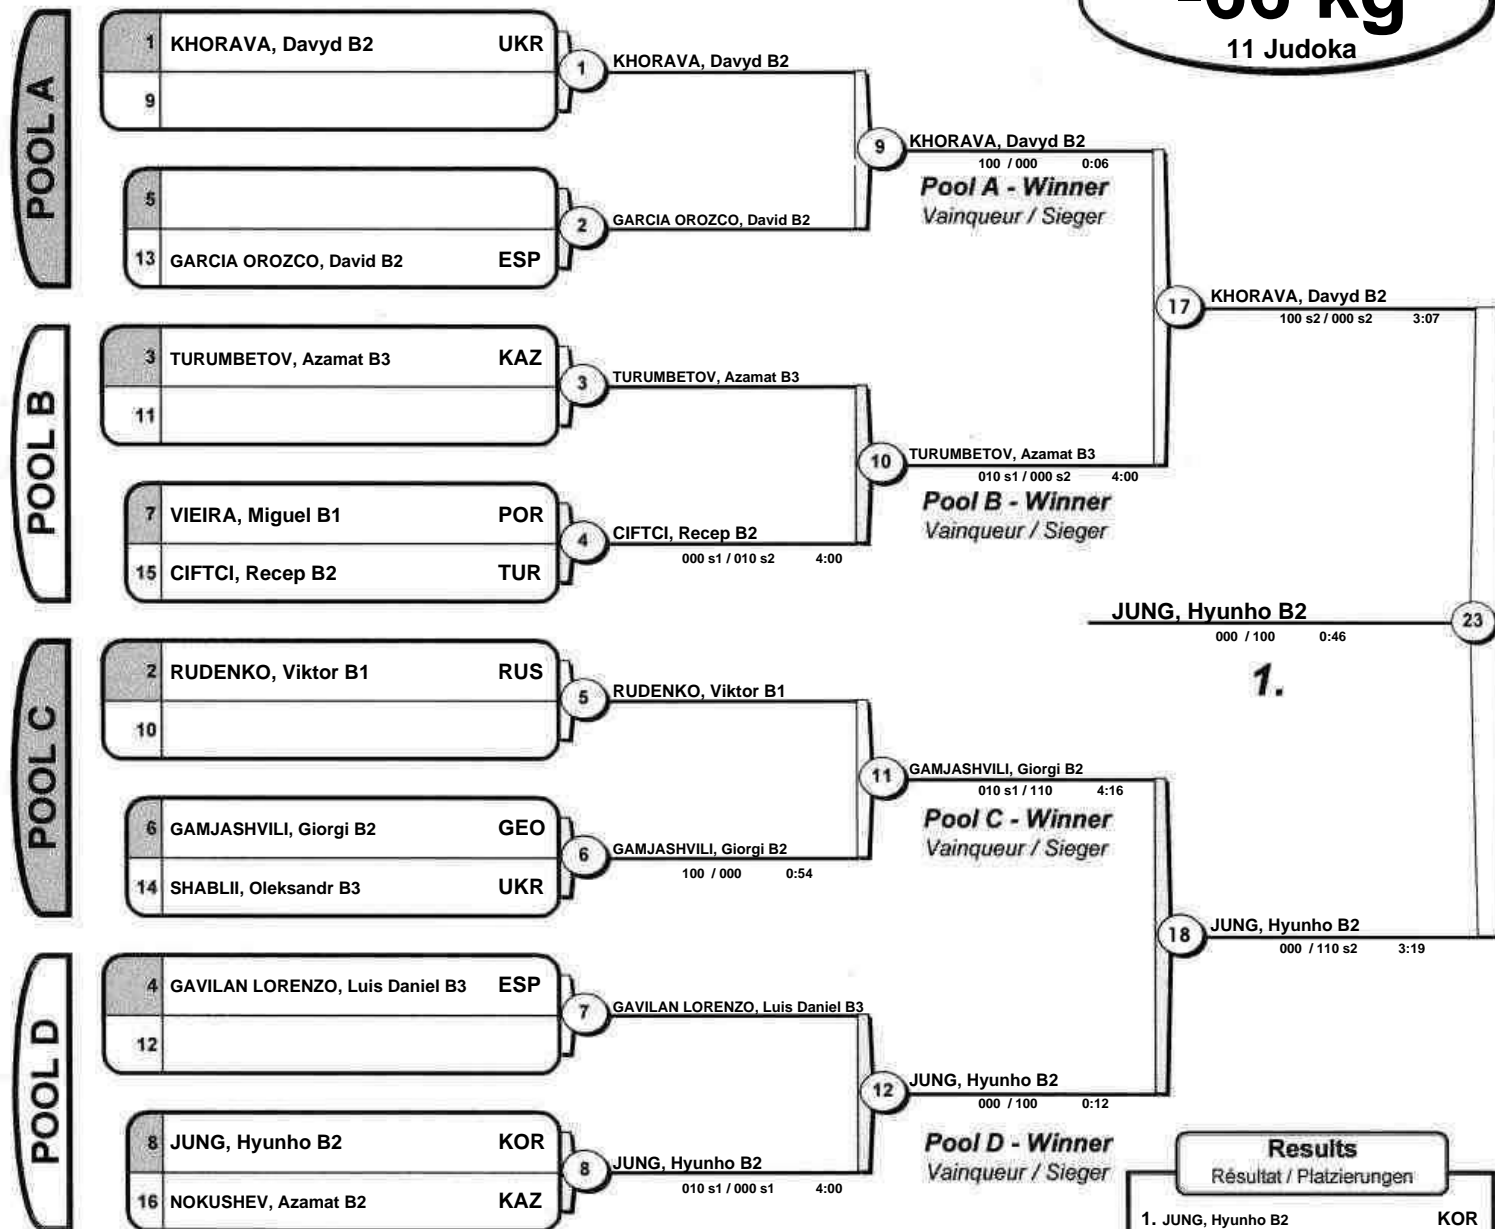 -66 kg
11 Judoka
POOL A
1 KHORAVA, Davyd B2 UKR
9
1 KHORAVA, Davyd B2
5
13 GARCIA OROZCO, David B2 ESP
2 GARCIA OROZCO, David B2
9 KHORAVA, Davyd B2
100 / 000 0:06
Pool A - Winner
Vainqueur / Sieger
POOL B
3 TURUMBETOV, Azamat B3 KAZ
11
3 TURUMBETOV, Azamat B3
7 VIEIRA, Miguel B1 POR
15 CIFTCI, Recep B2 TUR
4 CIFTCI, Recep B2
000 s1 / 010 s2 4:00
10 TURUMBETOV, Azamat B3
010 s1 / 000 s2 4:00
Pool B - Winner
Vainqueur / Sieger
17 KHORAVA, Davyd B2
100 s2 / 000 s2 3:07
JUNG, Hyunho B2 23
000 / 100 0:46
1.
POOL C
2 RUDENKO, Viktor B1 RUS
10
5 RUDENKO, Viktor B1
6 GAMJASHVILI, Giorgi B2 GEO
14 SHABLII, Oleksandr B3 UKR
6 GAMJASHVILI, Giorgi B2
100 / 000 0:54
11 GAMJASHVILI, Giorgi B2
010 s1 / 110 4:16
Pool C - Winner
Vainqueur / Sieger
POOL D
4 GAVILAN LORENZO, Luis Daniel B3 ESP
12
7 GAVILAN LORENZO, Luis Daniel B3
8 JUNG, Hyunho B2 KOR
16 NOKUSHEV, Azamat B2 KAZ
8 JUNG, Hyunho B2
010 s1 / 000 s1 4:00
12 JUNG, Hyunho B2
000 / 100 0:12
Pool D - Winner
Vainqueur / Sieger
18 JUNG, Hyunho B2
000 / 110 s2 3:19
Results
Résultat / Platzierungen
1. JUNG, Hyunho B2 KOR